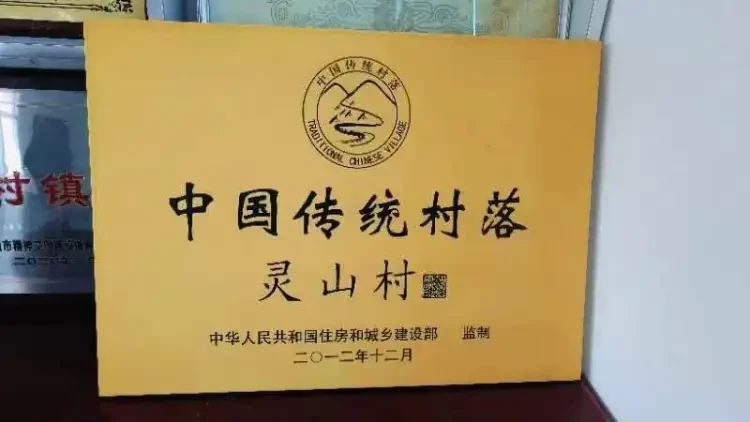 中国传统村落
TRADITIONAL CHINESE VILLAGE
中国传统村落
灵山村
中华人民共和国住房和城乡建设部 监制
二〇一二年十二月
村镇